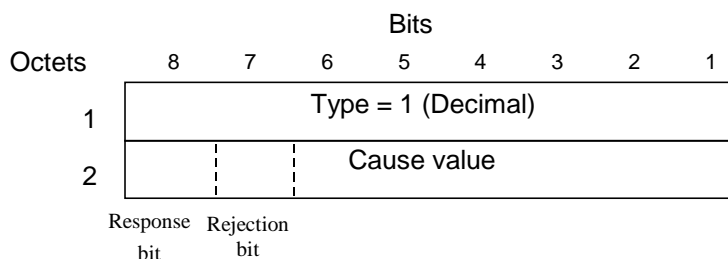 Bits
Octets 8 7 6 5 4 3 2 1
1 Type = 1 (Decimal)
2 Cause value
Response bit
Rejection bit